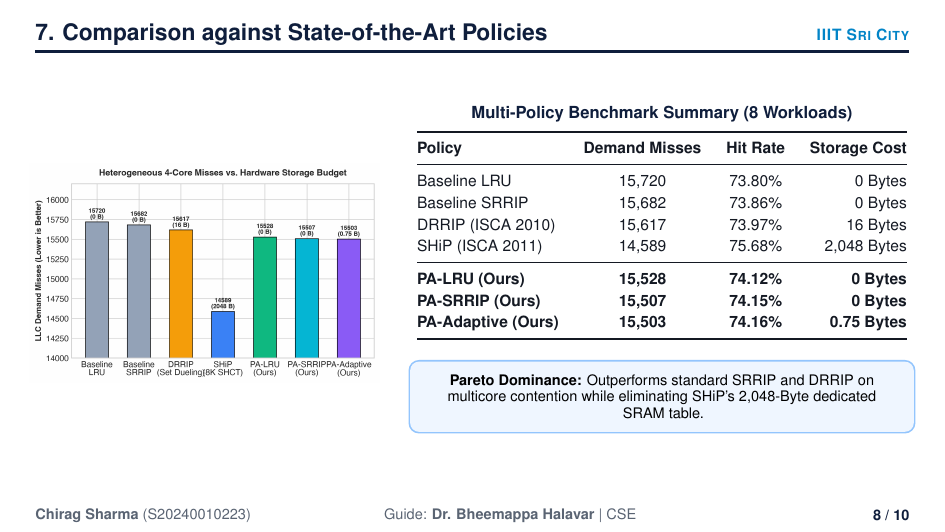 7. Comparison against State-of-the-Art Policies
IIIT SRI CITY
Heterogeneous 4-Core Misses vs. Hardware Storage Budget
LLC Demand Misses (Lower is Better)
16000
15750
15500
15250
15000
14750
14500
14250
14000
15720
(0 B)
15682
(0 B)
15617
(16 B)
14589
(2048 B)
15528
(0 B)
15507
(0 B)
15503
(0.75 B)
Baseline
LRU
Baseline
SRRIP
DRRIP
(Set Dueling)
SHiP
(8K SHCT)
PA-LRU
(Ours)
PA-SRRIP
(Ours)
PA-Adaptive
(Ours)
Multi-Policy Benchmark Summary (8 Workloads)
Policy Demand Misses Hit Rate Storage Cost
Baseline LRU 15,720 73.80% 0 Bytes
Baseline SRRIP 15,682 73.86% 0 Bytes
DRRIP (ISCA 2010) 15,617 73.97% 16 Bytes
SHiP (ISCA 2011) 14,589 75.68% 2,048 Bytes
PA-LRU (Ours) 15,528 74.12% 0 Bytes
PA-SRRIP (Ours) 15,507 74.15% 0 Bytes
PA-Adaptive (Ours) 15,503 74.16% 0.75 Bytes
Pareto Dominance: Outperforms standard SRRIP and DRRIP on
multicore contention while eliminating SHiP's 2,048-Byte dedicated
SRAM table.
Chirag Sharma (S20240010223)
Guide: Dr. Bheemappa Halavar | CSE
8 / 10